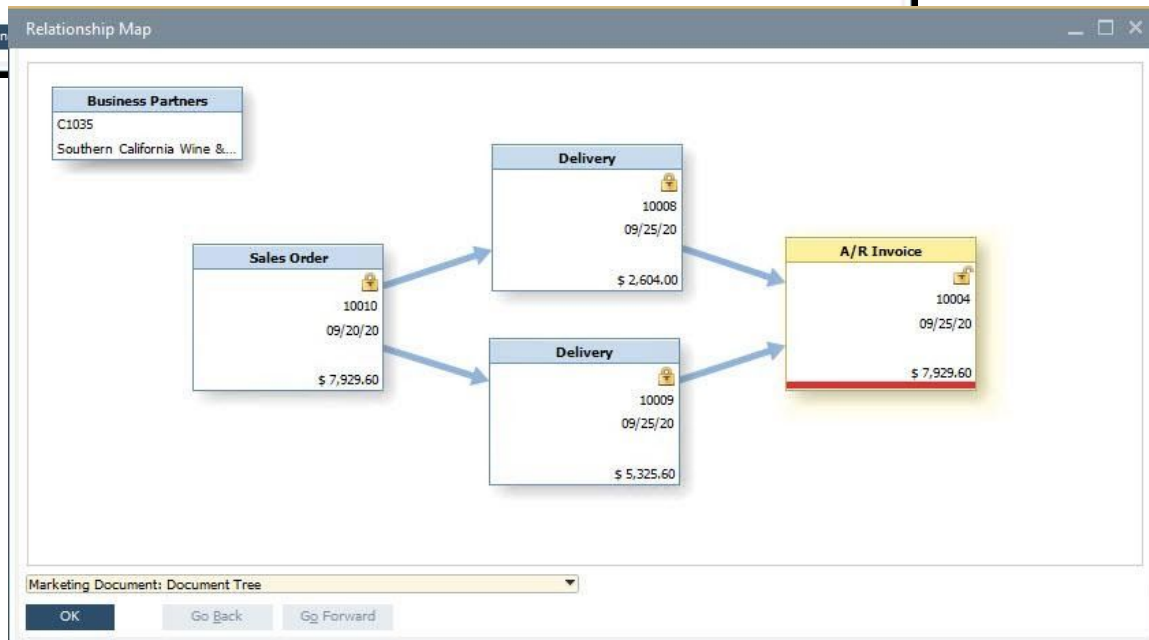 Relationship Map
Business Partners
C1035
Southern California Wine &...
Delivery
10008
09/25/20
$ 2,604.00
Sales Order
10010
09/20/20
$ 7,929.60
A/R Invoice
10004
09/25/20
$ 7,929.60
Delivery
10009
09/25/20
$ 5,325.60
Marketing Document: Document Tree
OK
Go Back
Go Forward